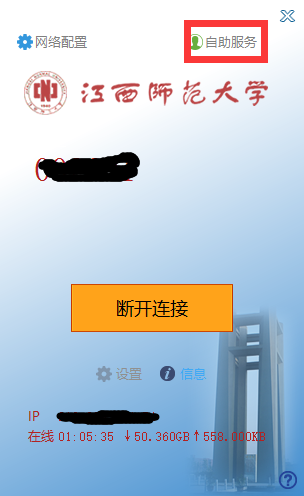 网络配置 自助服务
江西师范大学
断开连接
设置 信息
IP
在线 01:05:35 ↓50.360GB↑558.000KB